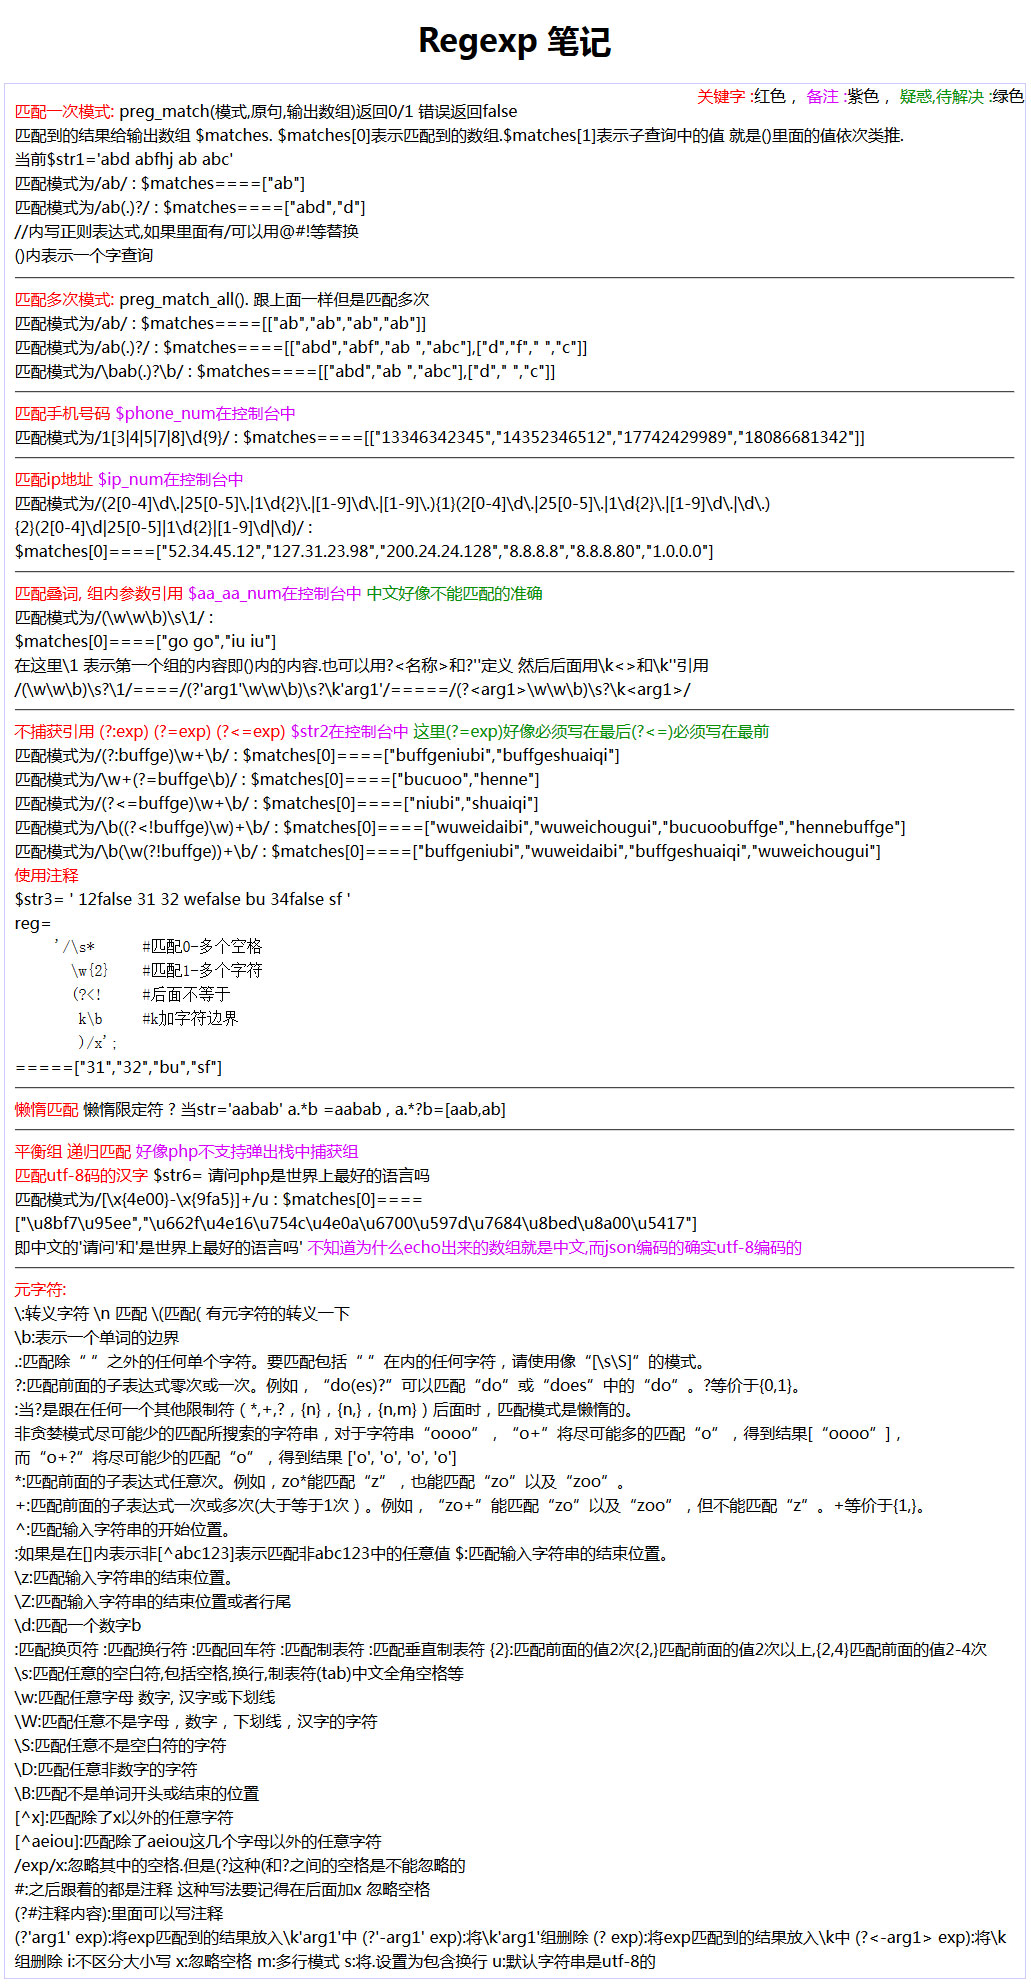 Regexp 笔记
关键字 :红色 ，备注 :紫色 ，疑惑,待解决 :绿色
匹配一次模式: preg_match(模式,原句,输出数组)返回0/1 错误返回false
匹配到的结果给输出数组 $matches. $matches[0]表示匹配到的数组.$matches[1]表示子查询中的值 就是()里面的值依次类推.
当前$str1='abd abfhj ab abc'
匹配模式为/ab/ : $matches====["ab"]
匹配模式为/ab(.)?/ : $matches====["abd","d"]
//内写正则表达式,如果里面有/可以用@#!等替换
()内表示一个字查询
匹配多次模式: preg_match_all(). 跟上面一样但是匹配多次
匹配模式为/ab/ : $matches====[["ab","ab","ab","ab"]]
匹配模式为/ab(.)?/ : $matches====[["abd","abf","ab ","abc"],["d","f"," ","c"]]
匹配模式为/\bab(.)?\b/ : $matches====[["abd","ab ","abc"],["d"," ","c"]]
匹配手机号码 $phone_num在控制台中
匹配模式为/1[3|4|5|7|8]\d{9}/ : $matches====[["13346342345","14352346512","17742429989","18086681342"]]
匹配ip地址 $ip_num在控制台中
匹配模式为/(2[0-4]\d\.|25[0-5]\.|1\d{2}\.|[1-9]\d\.|[1-9]\.){1}(2[0-4]\d\.|25[0-5]\.|1\d{2}\.|[1-9]\d\.|\d\.)
{2}(2[0-4]\d|25[0-5]|1\d{2}|[1-9]\d|\d)/ :
$matches[0]====["52.34.45.12","127.31.23.98","200.24.24.128","8.8.8.8","8.8.8.80","1.0.0.0"]
匹配叠词, 组内参数引用 $aa_aa_num在控制台中 中文好像不能匹配的准确
匹配模式为/(\w\w\b)\s\1/ :
$matches[0]====["go go","iu iu"]
在这里\1 表示第一个组的内容即()内的内容.也可以用?<名称>和?''定义 然后后面用\k<>和\k''引用
/(\w\w\b)\s?\1/====/(?'arg1'\w\w\b)\s?\k'arg1'/=====/(?<arg1>\w\w\b)\s?\k<arg1>/
不捕获引用 (?:exp) (?=exp) (?<=exp) $str2在控制台中 这里(?=exp)好像必须写在最后(?<=)必须写在最前
匹配模式为/(?:buffge)\w+\b/ : $matches[0]====["buffgeniubi","buffgeshuaiqi"]
匹配模式为/\w+(?=buffge\b)/ : $matches[0]====["bucuoo","henne"]
匹配模式为/(?<=buffge)\w+\b/ : $matches[0]====["niubi","shuaiqi"]
匹配模式为/\b((?<!buffge)\w)+\b/ : $matches[0]====["wuweidaibi","wuweichougui","bucuoobuffge","hennebuffge"]
匹配模式为/\b(\w(?!buffge))+\b/ : $matches[0]====["buffgeniubi","wuweidaibi","buffgeshuaiqi","wuweichougui"]
使用注释
$str3= ' 12false 31 32 wefalse bu 34false sf '
reg=
'/\s* #匹配0-多个空格
\w{2} #匹配1-多个字符
(?<! #后面不等于
k\b #k加字符边界
)/x';
=====["31","32","bu","sf"]
懒惰匹配 懒惰限定符 ? 当str='aabab' a.*b =aabab , a.*?b=[aab,ab]
平衡组 递归匹配 好像php不支持弹出栈中捕获组
匹配utf-8码的汉字 $str6= 请问php是世界上最好的语言吗
匹配模式为/[\x{4e00}-\x{9fa5}]+/u : $matches[0]====
["\u8bf7\u95ee","\u662f\u4e16\u754c\u4e0a\u6700\u597d\u7684\u8bed\u8a00\u5417"]
即中文的'请问'和'是世界上最好的语言吗' 不知道为什么echo出来的数组就是中文,而json编码的确实utf-8编码的
元字符:
\:转义字符 \n 匹配 \(匹配( 有元字符的转义一下
\b:表示一个单词的边界
.:匹配除“ ”之外的任何单个字符。要匹配包括“ ”在内的任何字符，请使用像“[\s\S]”的模式。
?:匹配前面的子表达式零次或一次。例如，“do(es)?”可以匹配“do”或“does”中的“do”。?等价于{0,1}。
:当?是跟在任何一个其他限制符（*,+,?，{n}，{n,}，{n,m}）后面时，匹配模式是懒惰的。
非贪婪模式尽可能少的匹配所搜索的字符串，对于字符串“oooo”，“o+”将尽可能多的匹配“o”，得到结果[“oooo”]，
而“o+?”将尽可能少的匹配“o”，得到结果 ['o', 'o', 'o', 'o']
*:匹配前面的子表达式任意次。例如，zo*能匹配“z”，也能匹配“zo”以及“zoo”。
+:匹配前面的子表达式一次或多次(大于等于1次）。例如，“zo+”能匹配“zo”以及“zoo”，但不能匹配“z”。+等价于{1,}。
^:匹配输入字符串的开始位置。
:如果是在[]内表示非[^abc123]表示匹配非abc123中的任意值 $:匹配输入字符串的结束位置。
\z:匹配输入字符串的结束位置。
\Z:匹配输入字符串的结束位置或者行尾
\d:匹配一个数字b
:匹配换页符 :匹配换行符 :匹配回车符 :匹配制表符 :匹配垂直制表符 {2}:匹配前面的值2次{2,}匹配前面的值2次以上,{2,4}匹配前面的值2-4次
\s:匹配任意的空白符,包括空格,换行,制表符(tab)中文全角空格等
\w:匹配任意字母 数字, 汉字或下划线
\W:匹配任意不是字母，数字，下划线，汉字的字符
\S:匹配任意不是空白符的字符
\D:匹配任意非数字的字符
\B:匹配不是单词开头或结束的位置
[^x]:匹配除了x以外的任意字符
[^aeiou]:匹配除了aeiou这几个字母以外的任意字符
/exp/x:忽略其中的空格.但是(?这种(和?之间的空格是不能忽略的
#:之后跟着的都是注释 这种写法要记得在后面加x 忽略空格
(?#注释内容):里面可以写注释
(?'arg1' exp):将exp匹配到的结果放入\k'arg1'中 (?'-arg1' exp):将\k'arg1'组删除 (? exp):将exp匹配到的结果放入\k中 (?<-arg1> exp):将\k
组删除 i:不区分大小写 x:忽略空格 m:多行模式 s:将.设置为包含换行 u:默认字符串是utf-8的